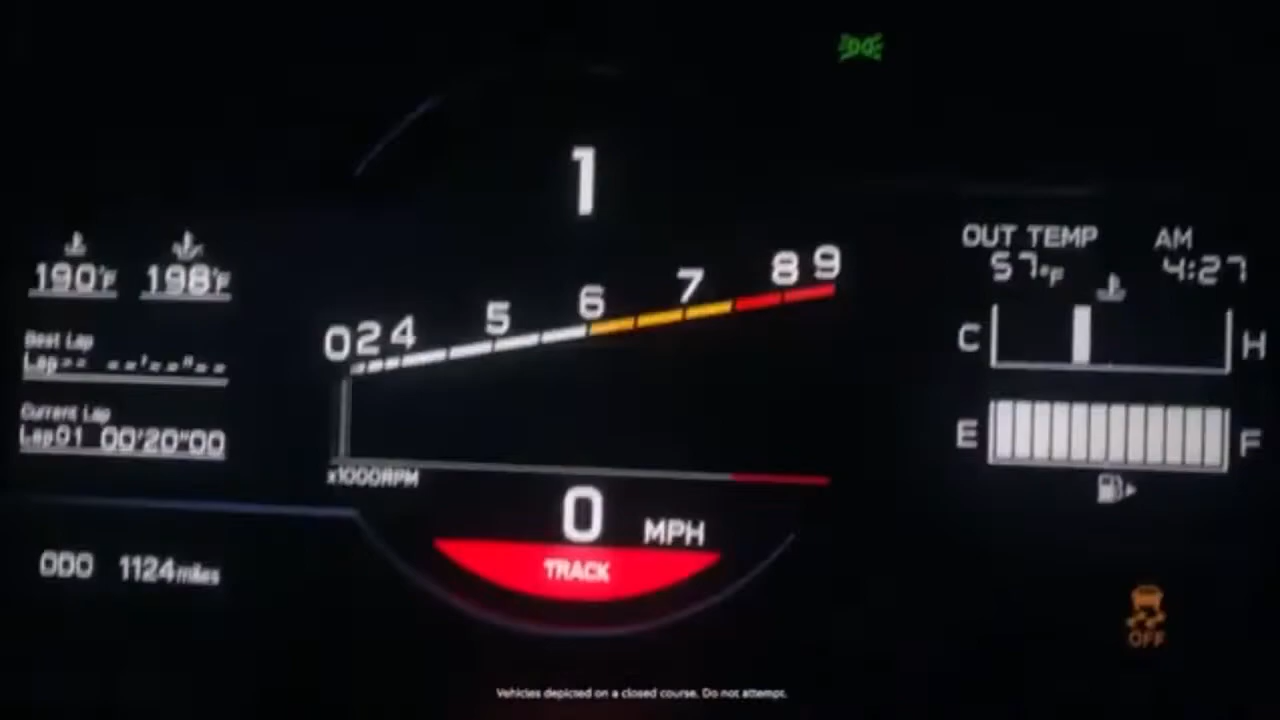 1
190°F 198°F
Best Lap
Lap-- --'--"--
Current Lap
Lap01 00'20"00
ODO 1124 miles
0 2 4 5 6 7 8 9
x1000RPM
0 MPH
TRACK
OUT TEMP AM
57°F 4:27
C H
E F
OFF
Vehicles depicted on a closed course. Do not attempt.